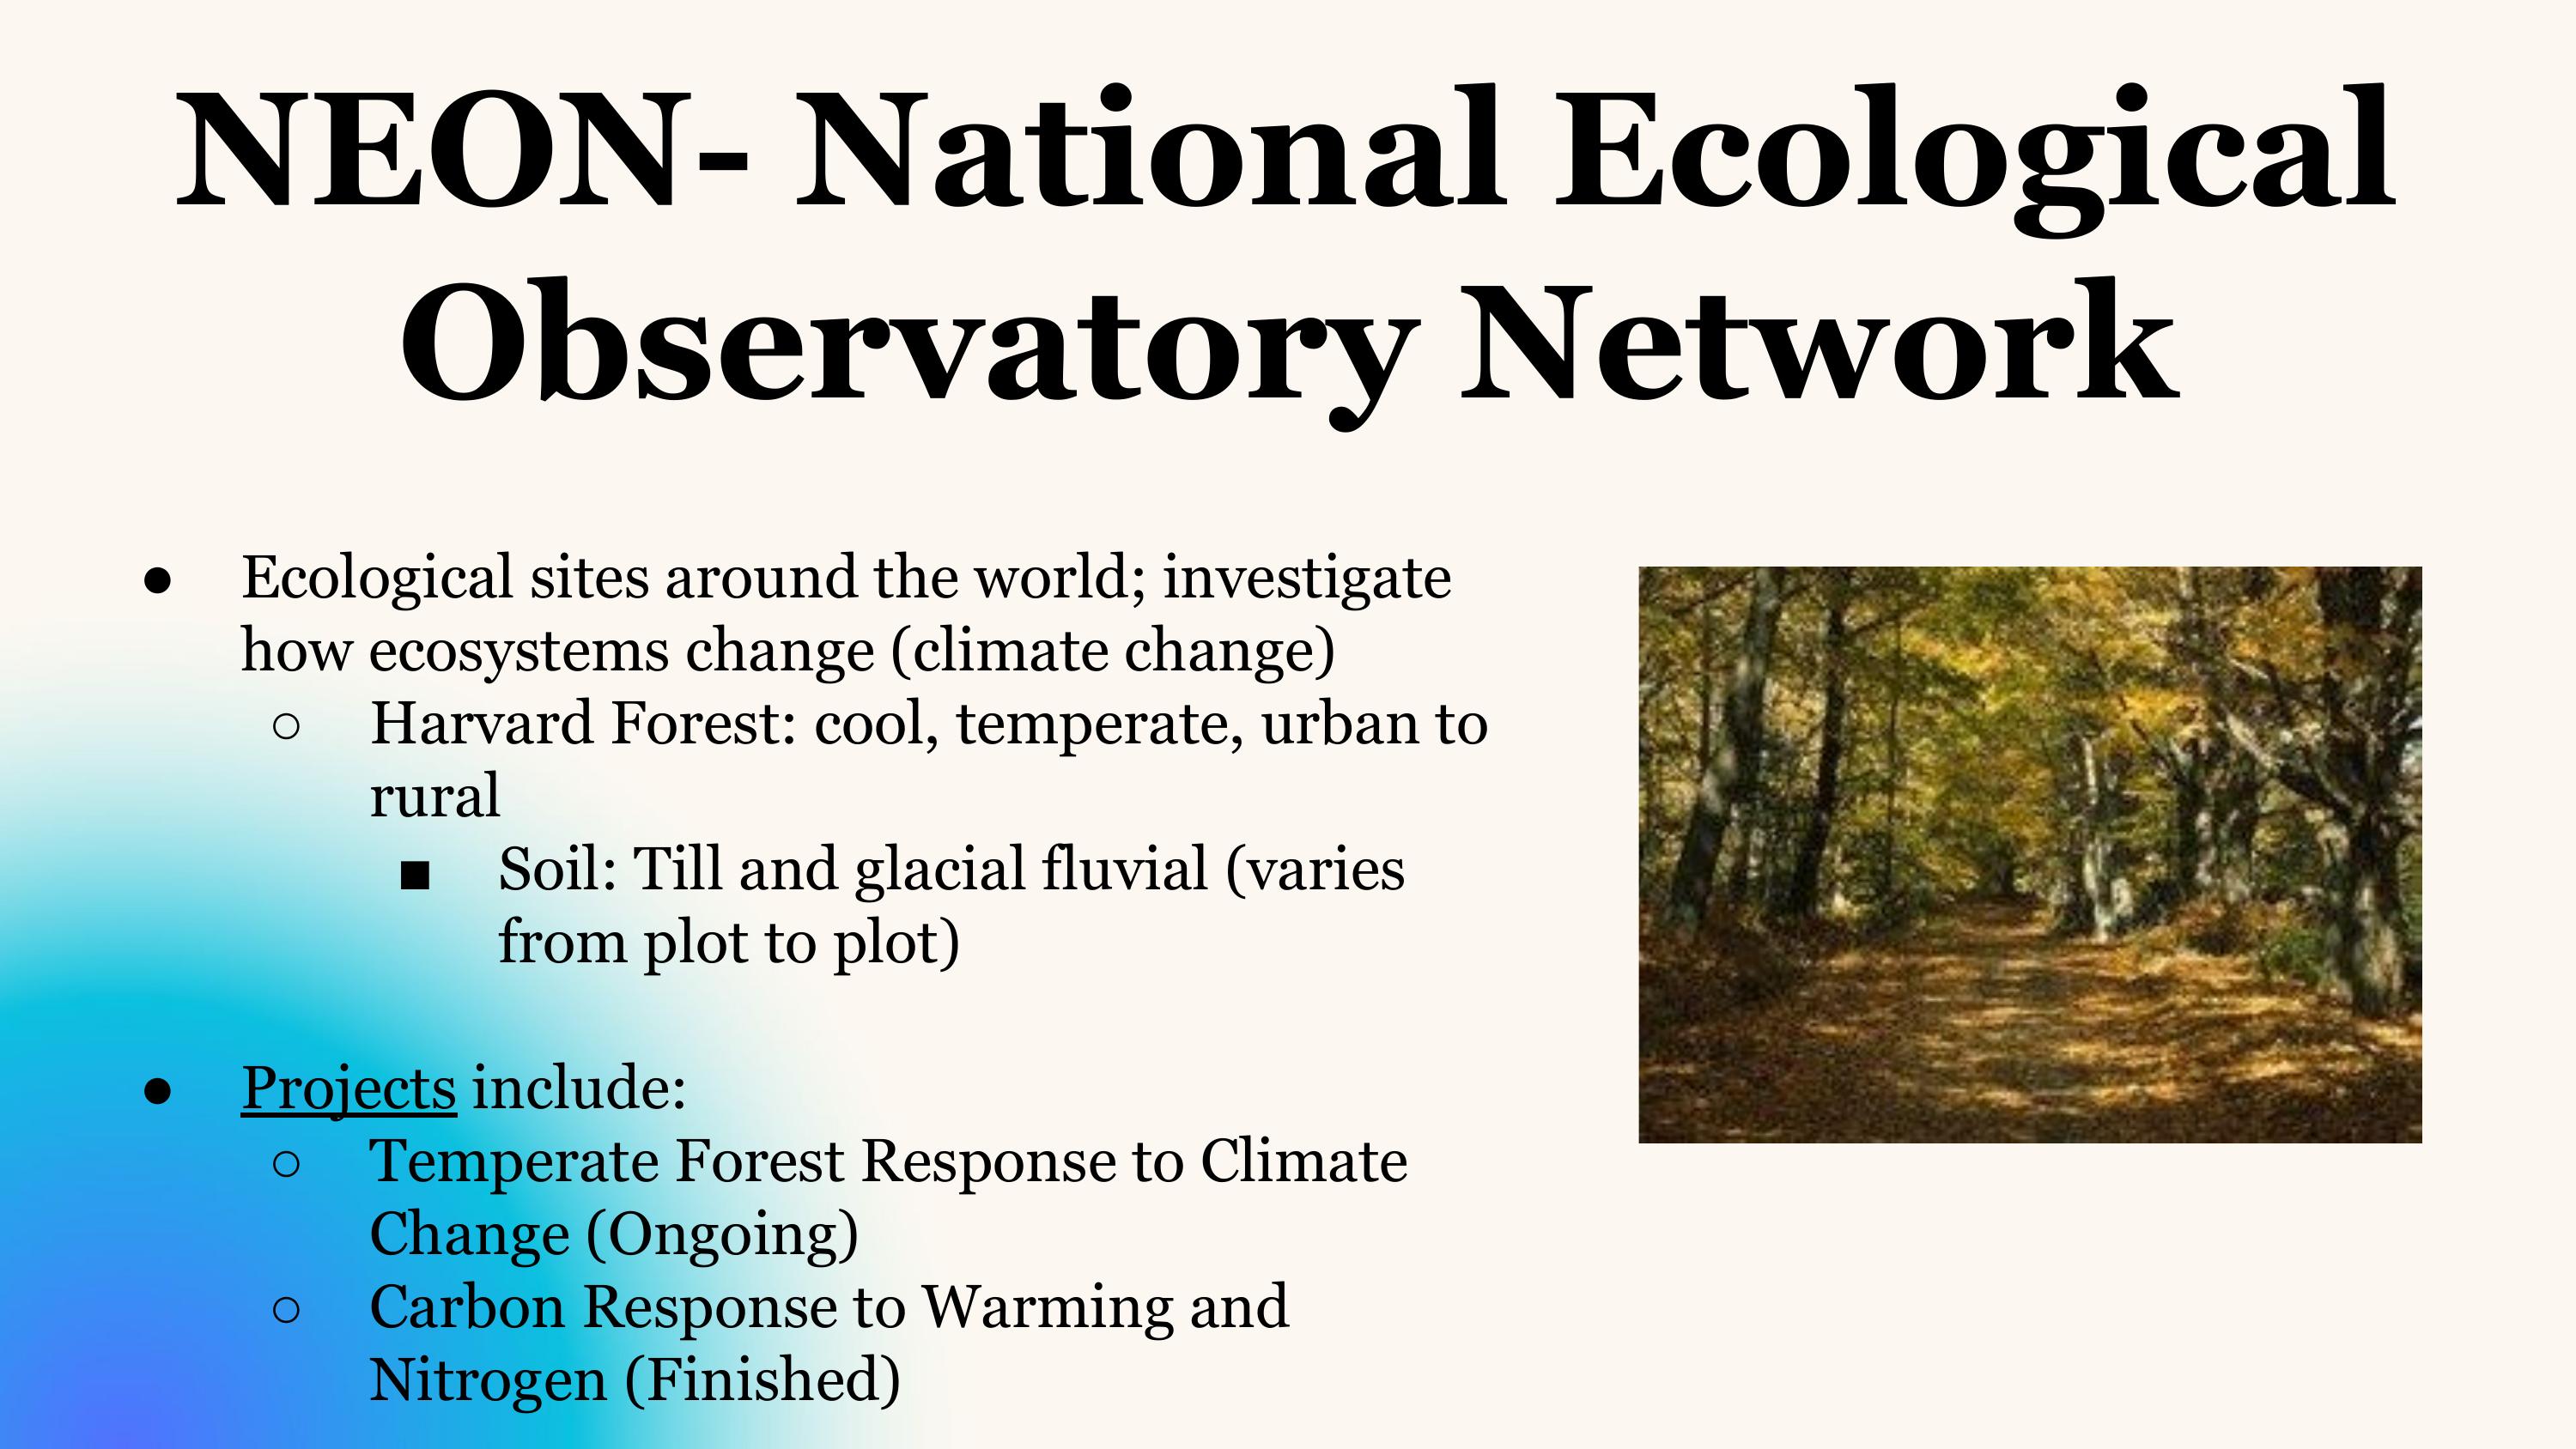 NEON- National Ecological
Observatory Network
● Ecological sites around the world; investigate
how ecosystems change (climate change)
○ Harvard Forest: cool, temperate, urban to
rural
■ Soil: Till and glacial fluvial (varies
from plot to plot)
● Projects include:
○ Temperate Forest Response to Climate
Change (Ongoing)
○ Carbon Response to Warming and
Nitrogen (Finished)